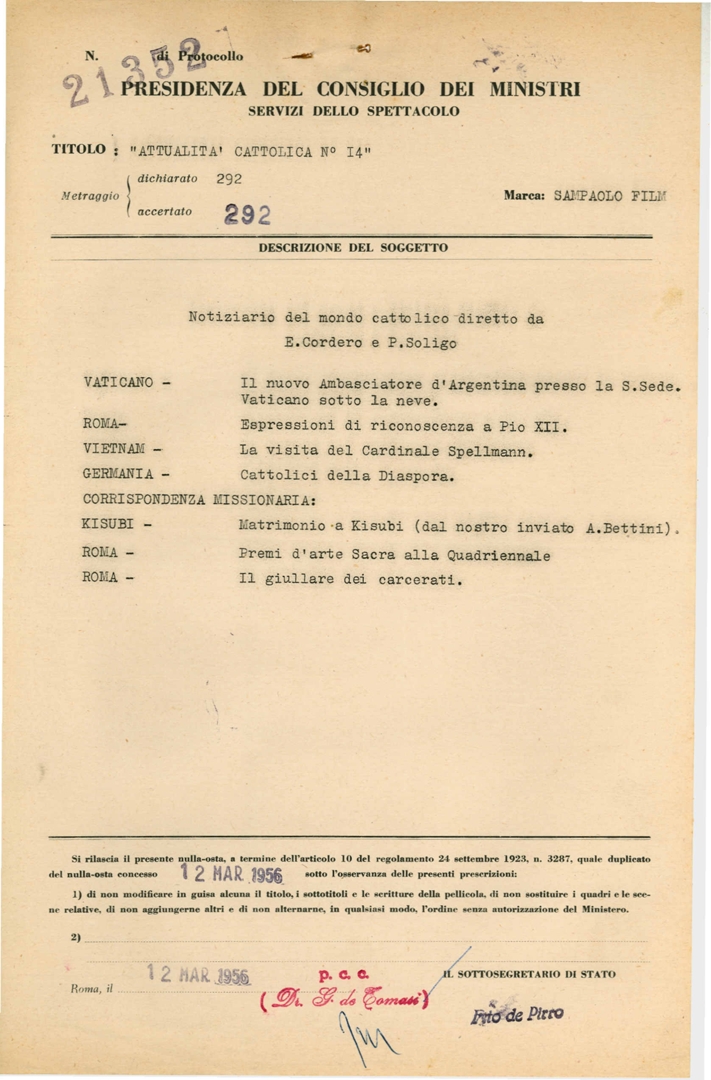 N. di Protocollo
21352
PRESIDENZA DEL CONSIGLIO DEI MINISTRI
SERVIZI DELLO SPETTACOLO
TITOLO : "ATTUALITA' CATTOLICA N° I4"
Metraggio
dichiarato 292
accertato 292
Marca: SAMPAOLO FILM
DESCRIZIONE DEL SOGGETTO
Notiziario del mondo cattolico diretto da
E.Cordero e P.Soligo
VATICANO - Il nuovo Ambasciatore d'Argentina presso la S.Sede.
Vaticano sotto la neve.
ROMA- Espressioni di riconoscenza a Pio XII.
VIETNAM - La visita del Cardinale Spellmann.
GERMANIA - Cattolici della Diaspora.
CORRISPONDENZA MISSIONARIA:
KISUBI - Matrimonio a Kisubi (dal nostro inviato A.Bettini).
ROMA - Premi d'arte Sacra alla Quadriennale
ROMA - Il giullare dei carcerati.
Si rilascia il presente nulla-osta, a termine dell'articolo 10 del regolamento 24 settembre 1923, n. 3287, quale duplicato
del nulla-osta concesso 12 MAR 1956 sotto l'osservanza delle presenti prescrizioni:
1) di non modificare in guisa alcuna il titolo, i sottotitoli e le scritture della pellicola, di non sostituire i quadri e le sce-
ne relative, di non aggiungerne altri e di non alternarne, in qualsiasi modo, l'ordine senza autorizzazione del Ministero.
2)
Roma, il 12 MAR 1956
p. c. c.
(Dr. G. de Tomasi)
IL SOTTOSEGRETARIO DI STATO
Fto de Pirro